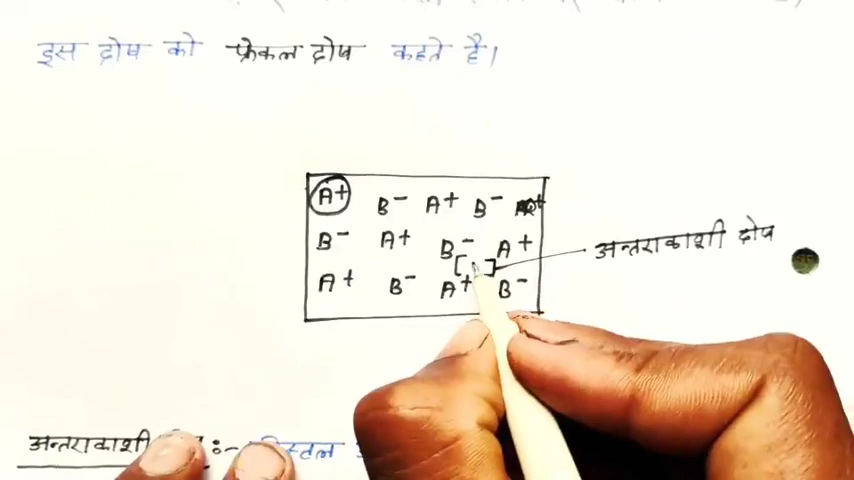 इस दोष को फ्रेकल दोष कहते है।
A+ B− A+ B−
B− A+ B− A+ अन्तराकाशी दोष
A+ B− A+ B−
अन्तराकाशी :-